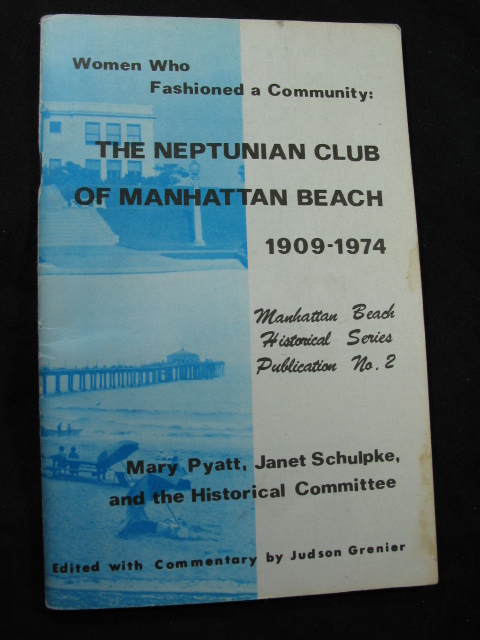 Women Who
Fashioned a Community:
THE NEPTUNIAN CLUB
OF MANHATTAN BEACH
1909-1974
Manhattan Beach
Historical Series
Publication No. 2
Mary Pyatt, Janet Schulpke,
and the Historical Committee
Edited with Commentary by Judson Grenier